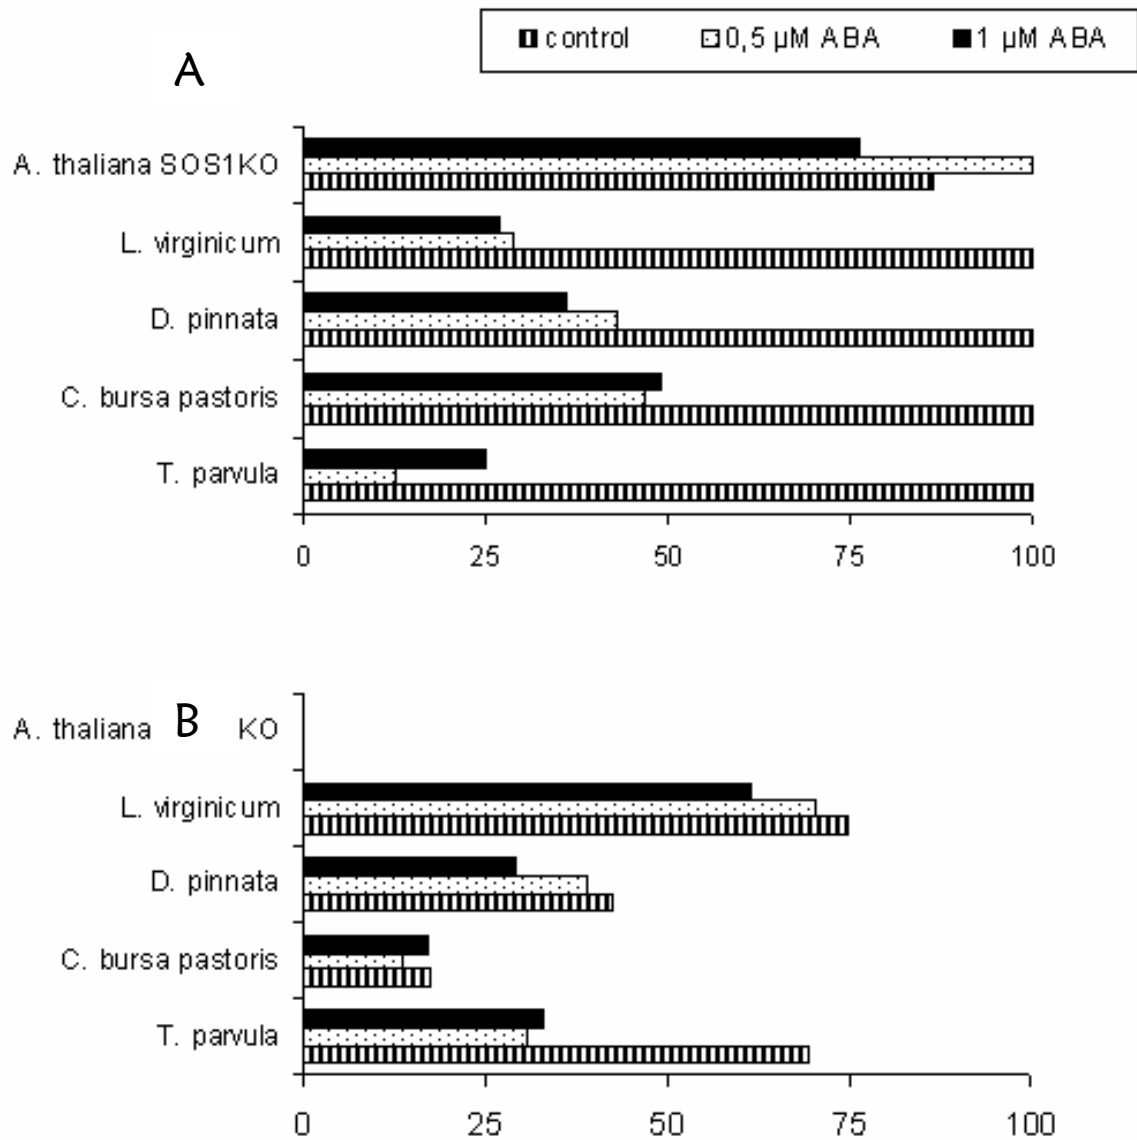 control 0,5 µM ABA 1 µM ABA
A
A. thaliana SOS1KO
L. virginicum
D. pinnata
C. bursa pastoris
T. parvula
0 25 50 75 100
A. thaliana B KO
L. virginicum
D. pinnata
C. bursa pastoris
T. parvula
0 25 50 75 100